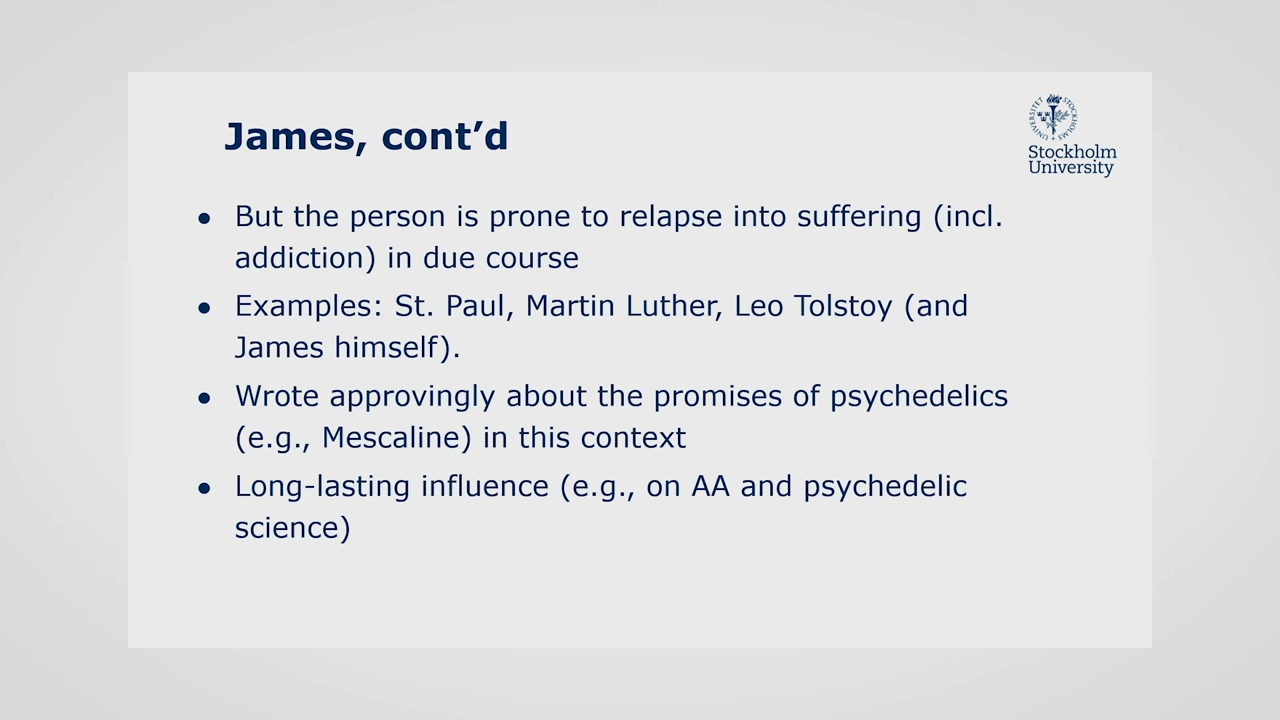 James, cont’d
STOCKHOLMS UNIVERSITET
Stockholm
University
● But the person is prone to relapse into suffering (incl.
addiction) in due course
● Examples: St. Paul, Martin Luther, Leo Tolstoy (and
James himself).
● Wrote approvingly about the promises of psychedelics
(e.g., Mescaline) in this context
● Long-lasting influence (e.g., on AA and psychedelic
science)